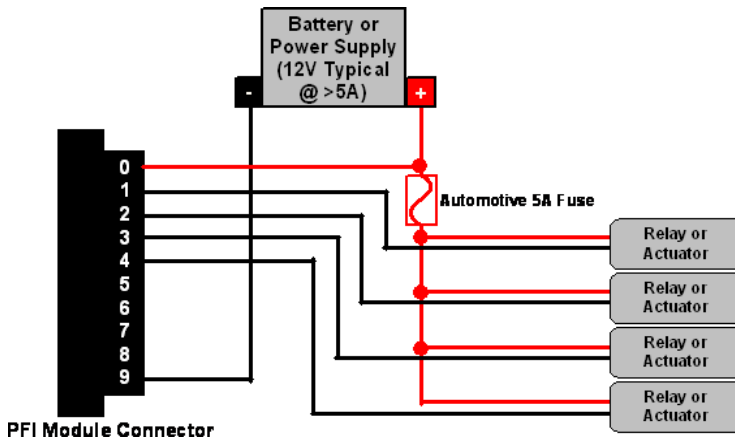 Battery or
Power Supply
(12V Typical
@ >5A)
-
+
0
1
2
3
4
5
6
7
8
9
Automotive 5A Fuse
Relay or
Actuator
Relay or
Actuator
Relay or
Actuator
Relay or
Actuator
PFI Module Connector